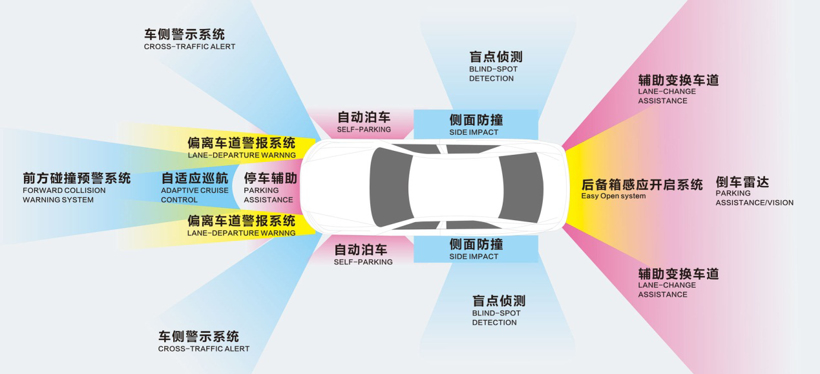 车侧警示系统
CROSS-TRAFFIC ALERT
盲点侦测
BLIND-SPOT
DETECTION
辅助变换车道
LANE-CHANGE
ASSISTANCE
自动泊车
SELF-PARKING
侧面防撞
SIDE IMPACT
偏离车道警报系统
LANE-DEPARTURE WARNNG
前方碰撞预警系统
FORWARD COLLISION
WARNING SYSTEM
自适应巡航
ADAPTIVE CRUISE
CONTROL
停车辅助
PARKING
ASSISTANCE
后备箱感应开启系统
Easy Open system
倒车雷达
PARKING
ASSISTANCE/VISION
偏离车道警报系统
LANE-DEPARTURE WARNNG
自动泊车
SELF-PARKING
侧面防撞
SIDE IMPACT
辅助变换车道
LANE-CHANGE
ASSISTANCE
盲点侦测
BLIND-SPOT
DETECTION
车侧警示系统
CROSS-TRAFFIC ALERT